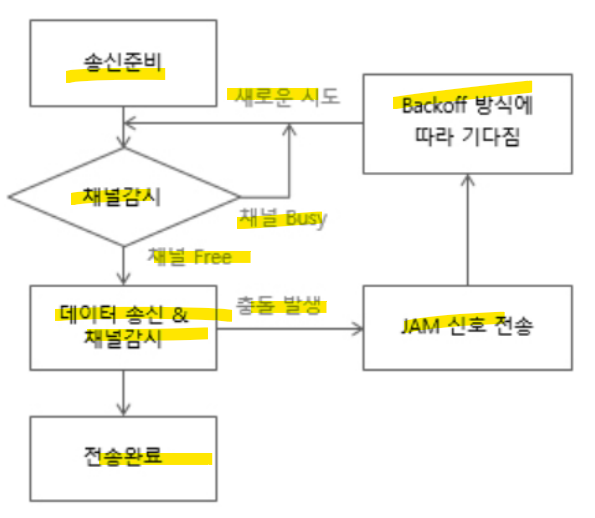 송신준비
새로운 시도
Backoff 방식에
따라 기다짐
채널감시
채널 Busy
채널 Free
데이터 송신 &
채널감시
충돌 발생
JAM 신호 전송
전송완료